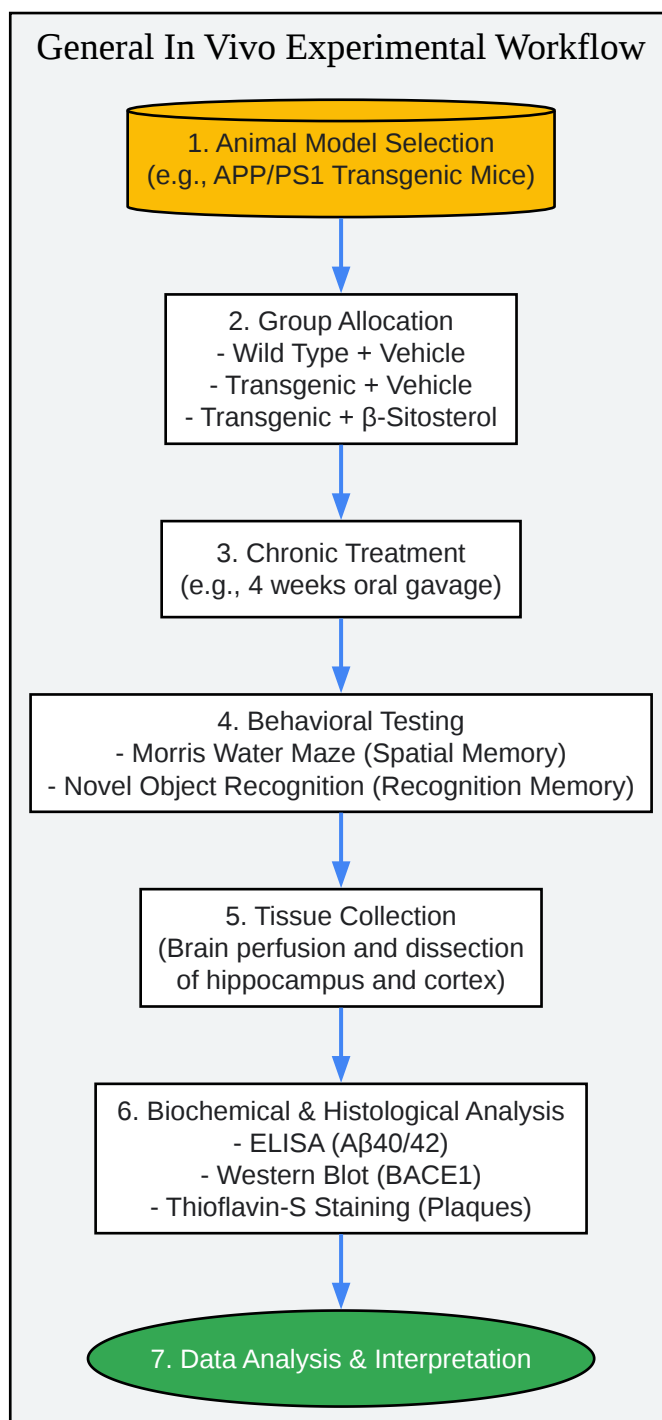 General In Vivo Experimental Workflow
1. Animal Model Selection
(e.g., APP/PS1 Transgenic Mice)
2. Group Allocation
- Wild Type + Vehicle
- Transgenic + Vehicle
- Transgenic + β-Sitosterol
3. Chronic Treatment
(e.g., 4 weeks oral gavage)
4. Behavioral Testing
- Morris Water Maze (Spatial Memory)
- Novel Object Recognition (Recognition Memory)
5. Tissue Collection
(Brain perfusion and dissection
of hippocampus and cortex)
6. Biochemical & Histological Analysis
- ELISA (Aβ40/42)
- Western Blot (BACE1)
- Thioflavin-S Staining (Plaques)
7. Data Analysis & Interpretation